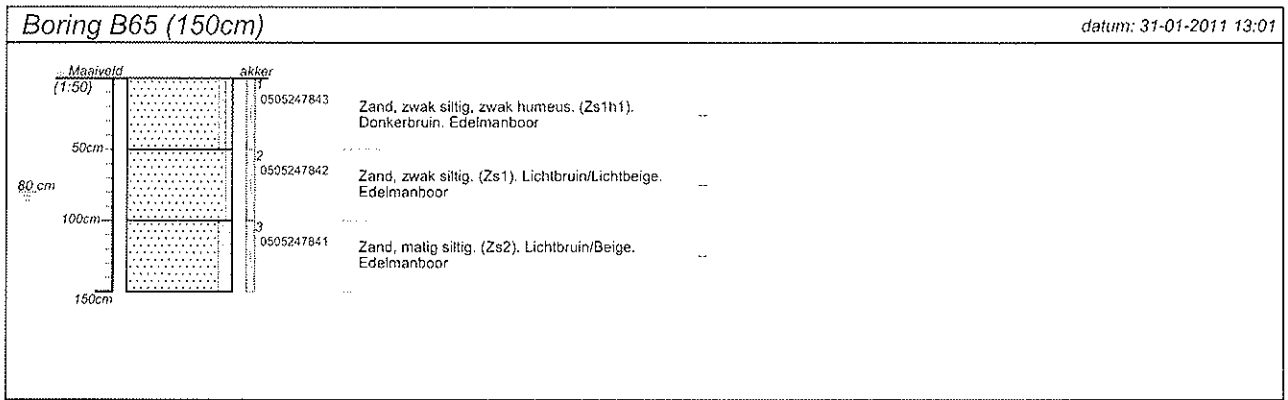 Boring B65 (150cm)
datum: 31-01-2011 13:01
Maaiveld
akker
(1:50)
1
0505247843
Zand, zwak siltig, zwak humeus. (Zs1h1).
Donkerbruin. Edelmanboor
--
50cm
2
0505247842
Zand, zwak siltig. (Zs1). Lichtbruin/Lichtbeige.
Edelmanboor
--
80 cm
100cm
3
0505247841
Zand, matig siltig. (Zs2). Lichtbruin/Beige.
Edelmanboor
--
150cm